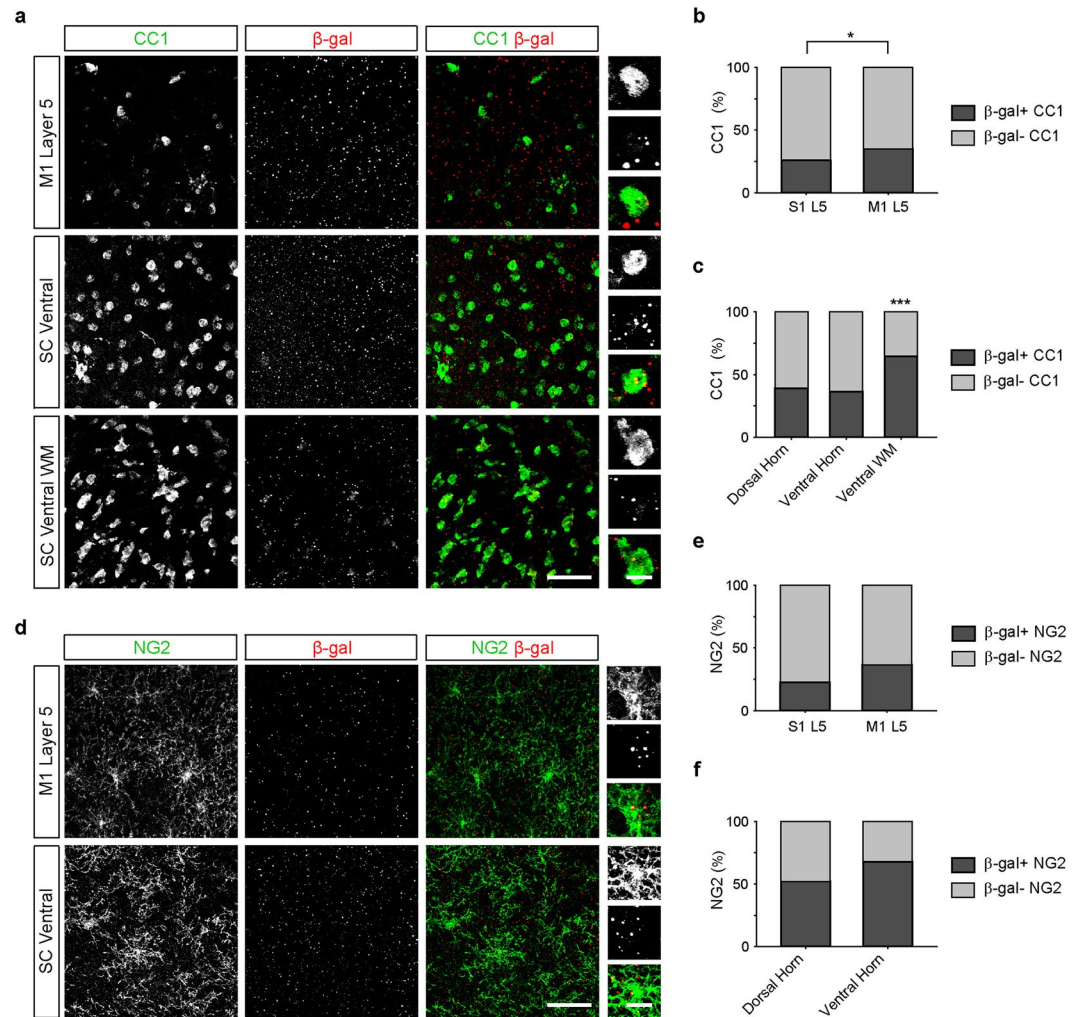 a
CC1
β-gal
CC1 β-gal
M1 Layer 5
SC Ventral
SC Ventral WM
b
*
100
50
0
CC1 (%)
S1 L5
M1 L5
β-gal+ CC1
β-gal- CC1
c
***
100
50
0
CC1 (%)
Dorsal Horn
Ventral Horn
Ventral WM
β-gal+ CC1
β-gal- CC1
d
NG2
β-gal
NG2 β-gal
M1 Layer 5
SC Ventral
e
100
50
0
NG2 (%)
S1 L5
M1 L5
β-gal+ NG2
β-gal- NG2
f
100
50
0
NG2 (%)
Dorsal Horn
Ventral Horn
β-gal+ NG2
β-gal- NG2